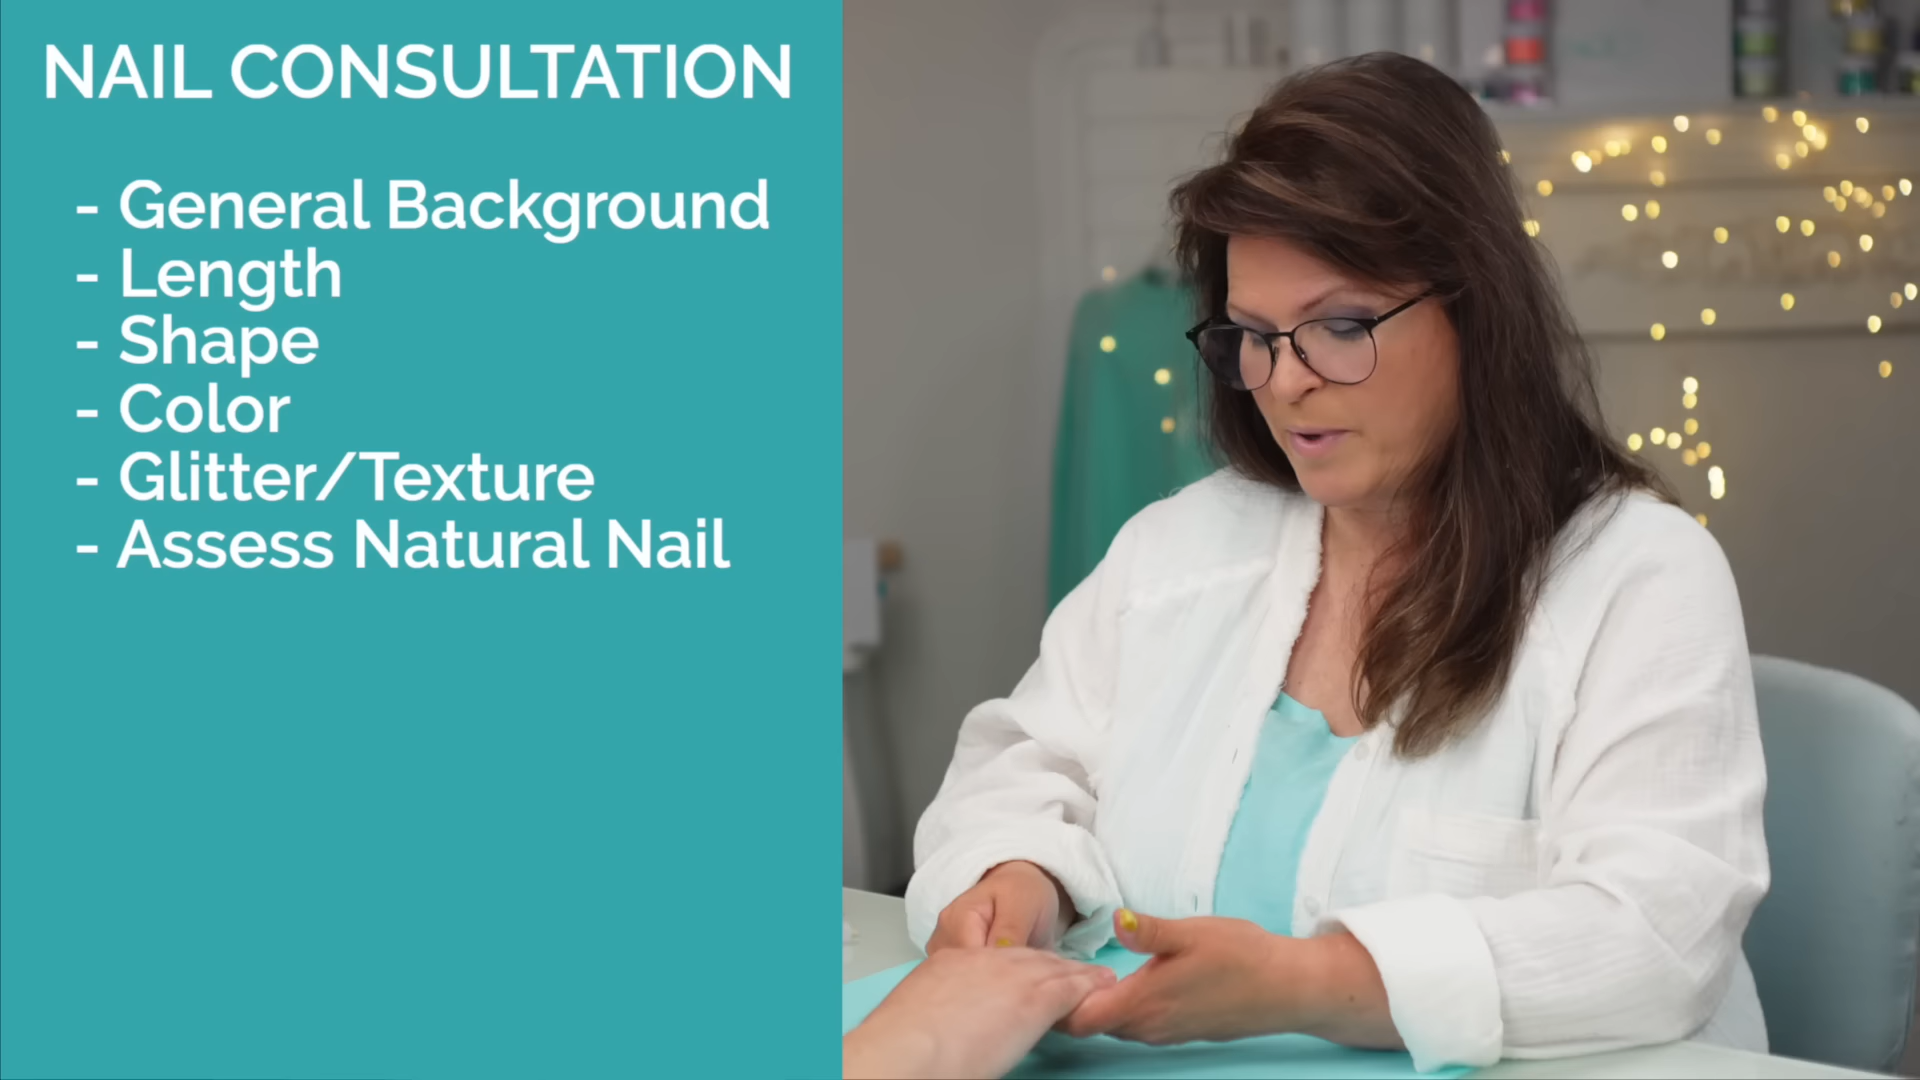 NAIL CONSULTATION
- General Background
- Length
- Shape
- Color
- Glitter/Texture
- Assess Natural Nail